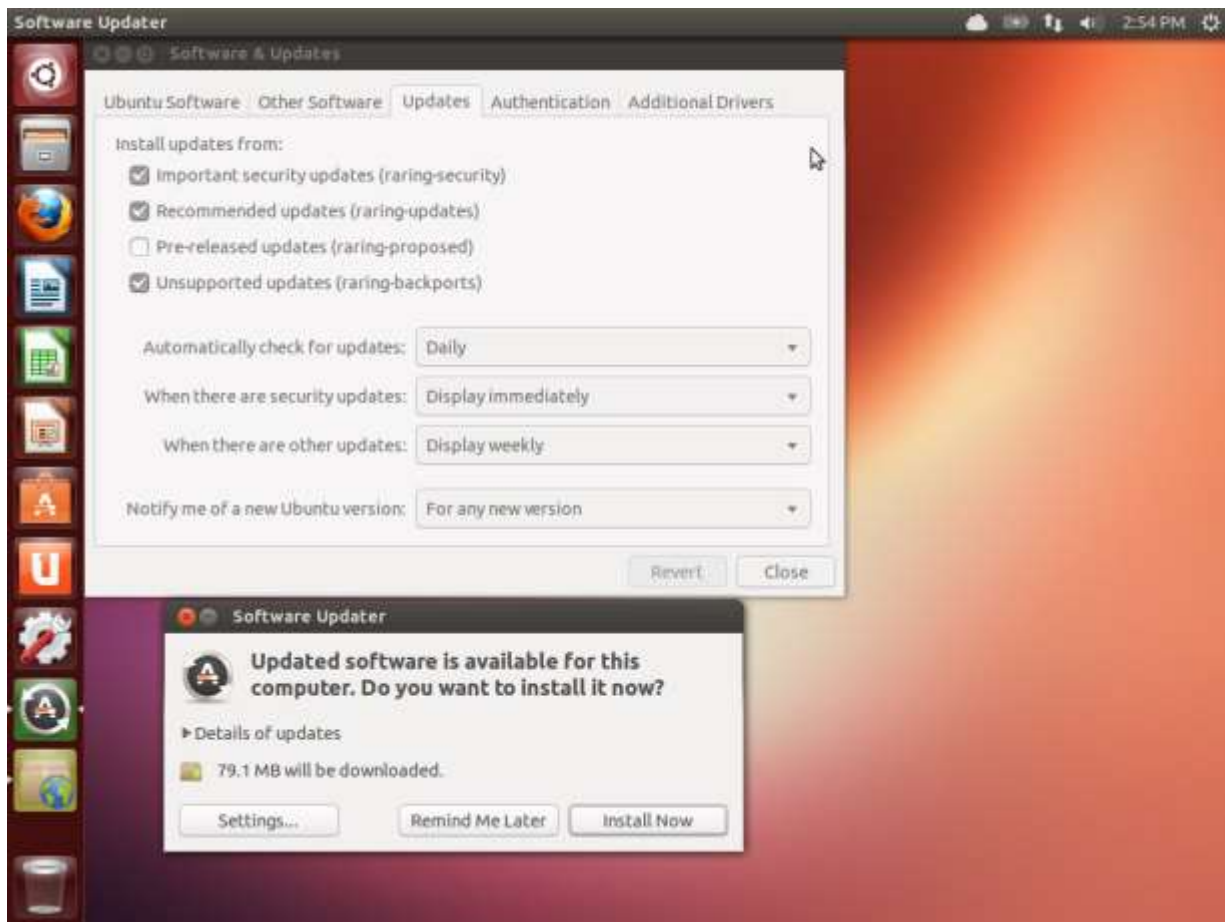 Software Updater
2:54 PM
Software & Updates
Ubuntu Software Other Software Updates Authentication Additional Drivers
Install updates from:
Important security updates (raring-security)
Recommended updates (raring-updates)
Pre-released updates (raring-proposed)
Unsupported updates (raring-backports)
Automatically check for updates: Daily
When there are security updates: Display immediately
When there are other updates: Display weekly
Notify me of a new Ubuntu version: For any new version
Revert Close
Software Updater
Updated software is available for this
computer. Do you want to install it now?
Details of updates
79.1 MB will be downloaded.
Settings... Remind Me Later Install Now